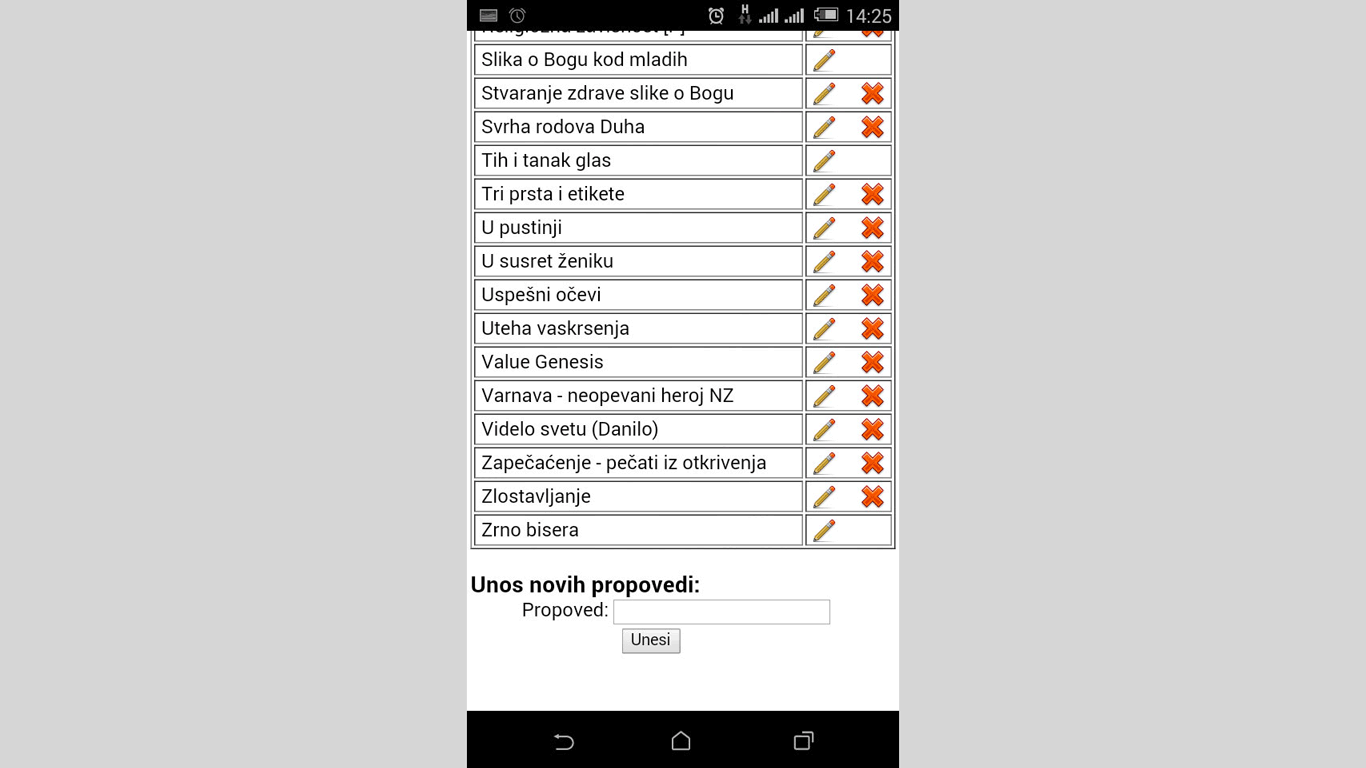 H 14:25
Slika o Bogu kod mladih
Stvaranje zdrave slike o Bogu
Svrha rodova Duha
Tih i tanak glas
Tri prsta i etikete
U pustinji
U susret ženiku
Uspešni očevi
Uteha vaskrsenja
Value Genesis
Varnava - neopevani heroj NZ
Videlo svetu (Danilo)
Zapečaćenje - pečati iz otkrivenja
Zlostavljanje
Zrno bisera
Unos novih propovedi:
Propoved:
Unesi